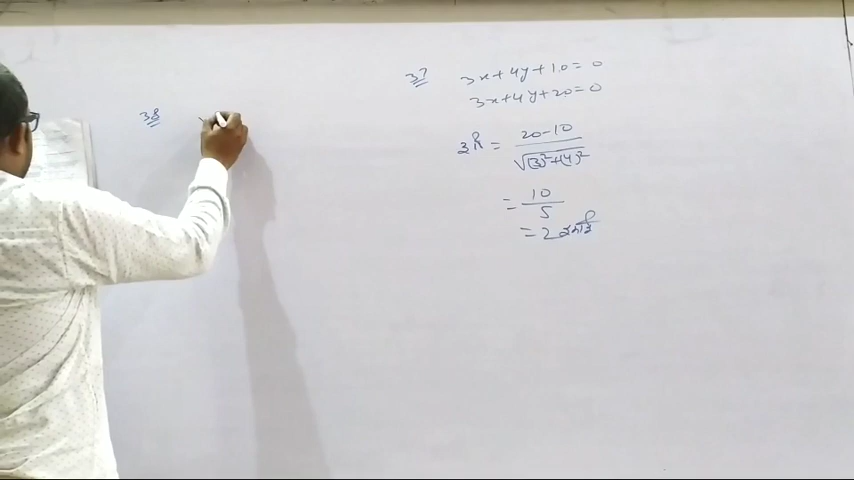 38
37 3x+4y+10=0
3x+4y+20=0
दूरी = 20-10 / √(3)²+(4)²
= 10/5
= 2 इकाई